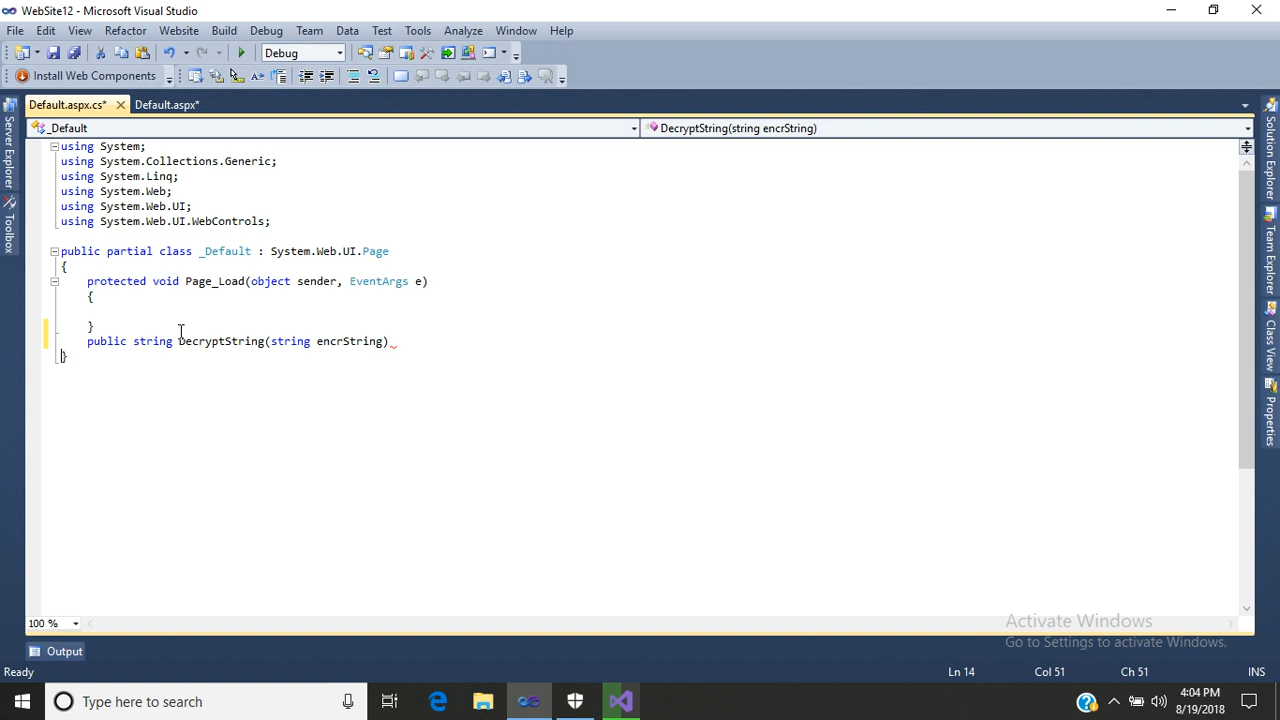 WebSite12 - Microsoft Visual Studio
File Edit View Refactor Website Build Debug Team Data Test Tools Analyze Window Help
Debug
Install Web Components
Default.aspx.cs* Default.aspx*
_Default DecryptString(string encrString)
using System;
using System.Collections.Generic;
using System.Linq;
using System.Web;
using System.Web.UI;
using System.Web.UI.WebControls;
public partial class _Default : System.Web.UI.Page
{
protected void Page_Load(object sender, EventArgs e)
{
}
public string DecryptString(string encrString)
}
Server Explorer
Toolbox
Solution Explorer
Team Explorer
Class View
Properties
100 %
Activate Windows
Go to Settings to activate Windows.
Output
Ready Ln 14 Col 51 Ch 51 INS
Type here to search
4:04 PM
8/19/2018